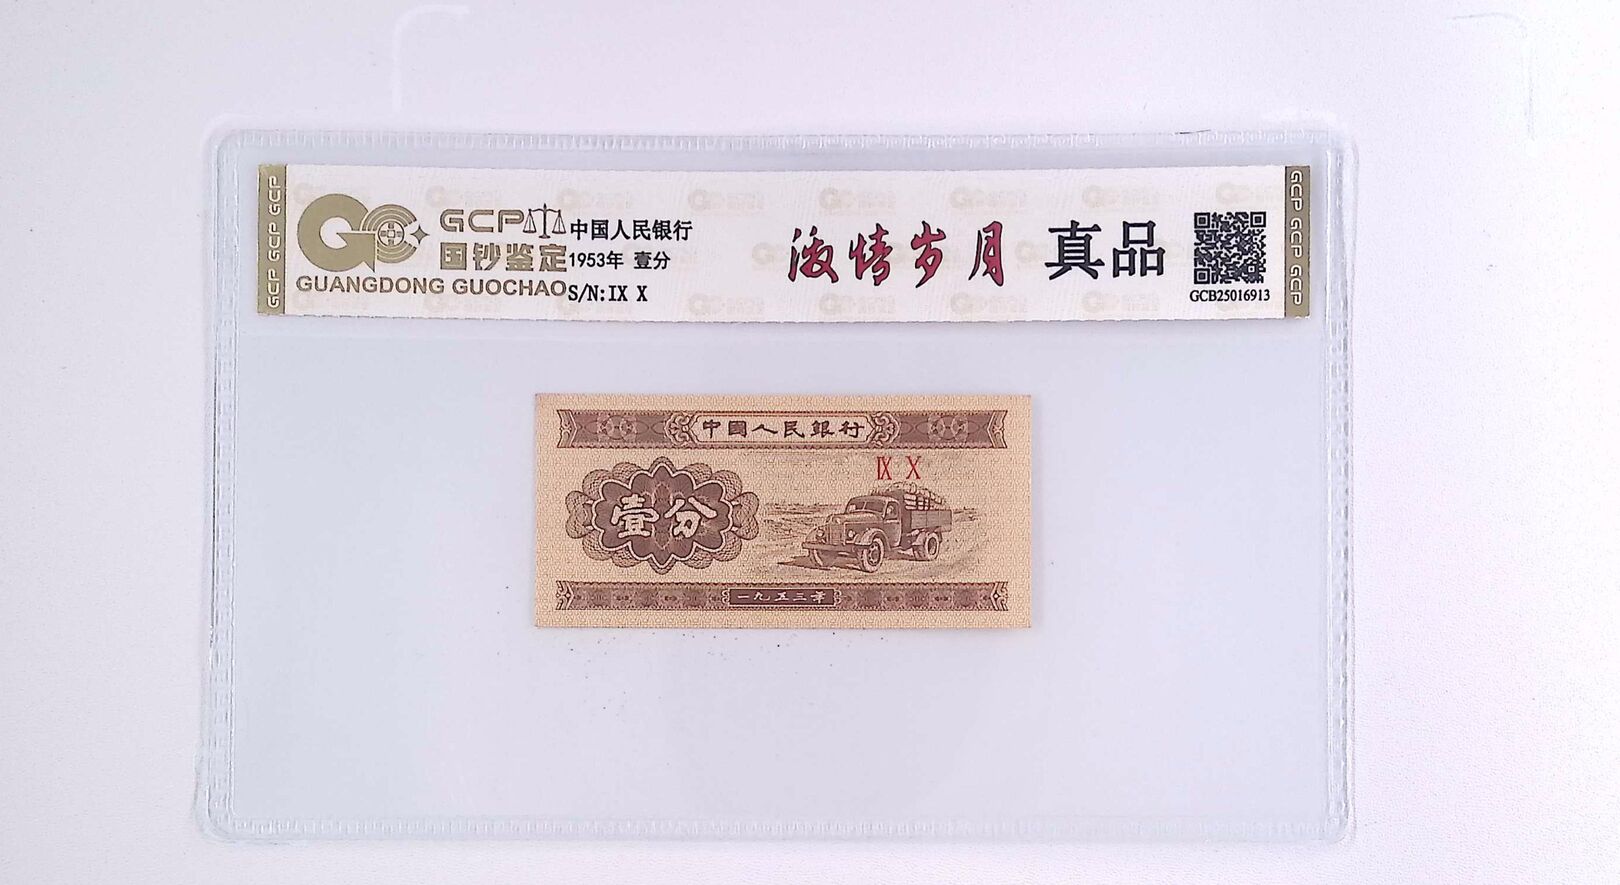 GCP GCP GCP
GCP
国钞鉴定
GUANGDONG GUOCHAO
中国人民银行
1953年 壹分
S/N:IX X
激情岁月
真品
GCB25016913
GCP GCP GCP
中國人民銀行
IX X
壹分
一九五三年